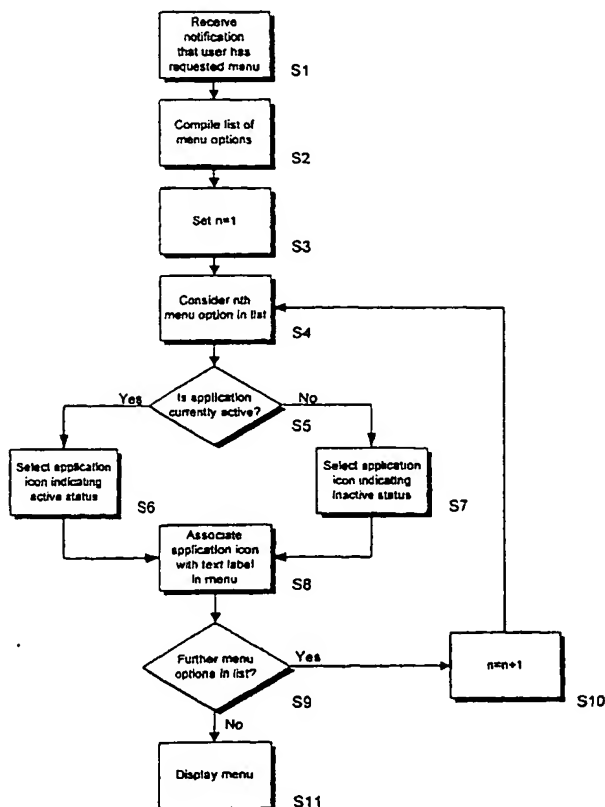 Receive
notification
that user has
requested menu
S1
Compile list of
menu options
S2
Set n=1
S3
Consider nth
menu option in list
S4
Is application
currently active?
Yes
No
S5
Select application
icon indicating
active status
S6
Select application
icon indicating
inactive status
S7
Associate
application icon
with text label
in menu
S8
Further menu
options in list?
Yes
S9
n=n+1
S10
No
Display menu
S11